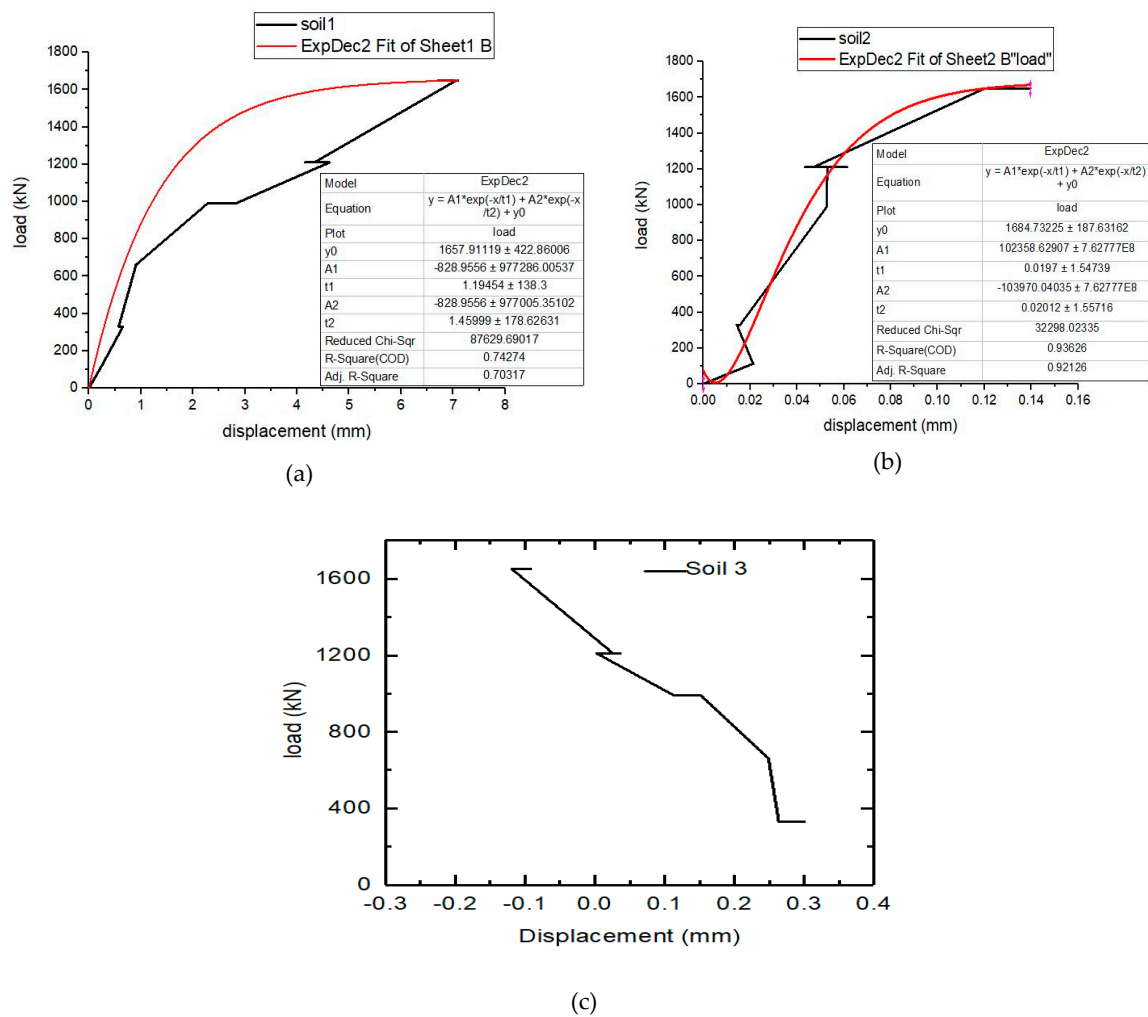 soil1
ExpDec2 Fit of Sheet1 B
1800
1600
1400
1200
1000
800
600
400
200
0
load (kN)
Model ExpDec2
Equation y = A1*exp(-x/t1) + A2*exp(-x
/t2) + y0
Plot load
y0 1657.91119 ± 422.86006
A1 -828.9556 ± 977286.00537
t1 1.19454 ± 138.3
A2 -828.9556 ± 977005.35102
t2 1.45999 ± 178.62631
Reduced Chi-Sqr 87629.69017
R-Square(COD) 0.74274
Adj. R-Square 0.70317
0 1 2 3 4 5 6 7 8
displacement (mm)
(a)
soil2
ExpDec2 Fit of Sheet2 B"load"
1800
1600
1400
1200
1000
800
600
400
200
0
load (kN)
Model ExpDec2
Equation y = A1*exp(-x/t1) + A2*exp(-x/t2)
+ y0
Plot load
y0 1684.73225 ± 187.63162
A1 102358.62907 ± 7.62777E8
t1 0.0197 ± 1.54739
A2 -103970.04035 ± 7.62777E8
t2 0.02012 ± 1.55716
Reduced Chi-Sqr 32298.02335
R-Square(COD) 0.93626
Adj. R-Square 0.92126
0.00 0.02 0.04 0.06 0.08 0.10 0.12 0.14 0.16
displacement (mm)
(b)
Soil 3
1600
1200
800
400
0
load (kN)
-0.3 -0.2 -0.1 0.0 0.1 0.2 0.3 0.4
Displacement (mm)
(c)